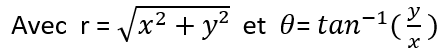 Avec r = √(x² + y²) et θ= tan⁻¹(y/x)